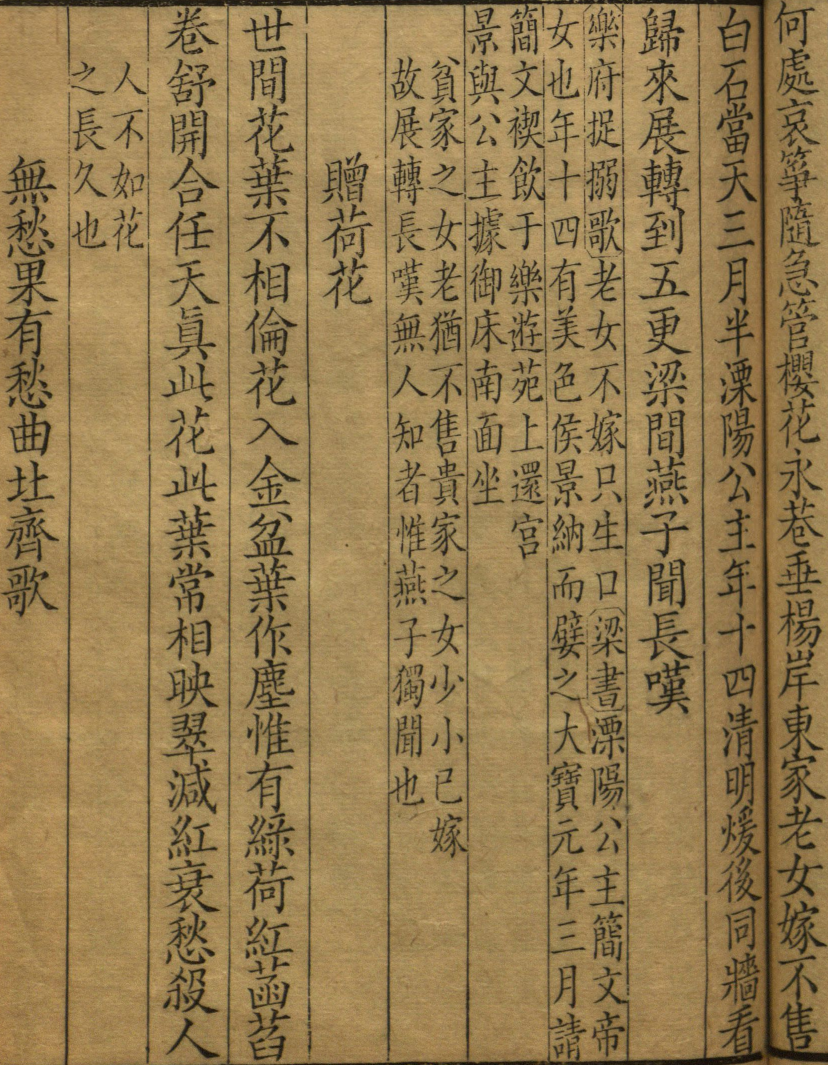 何處哀箏隨急管櫻花永巷垂楊岸東家老女嫁不售
白石當天三月半溧陽公主年十四清明煖後同牆看
歸來展轉到五更梁間燕子聞長嘆
樂府捉搦歌老女不嫁只生口梁書溧陽公主簡文帝
女也年十四有美色侯景納而嬖之大寶元年三月請
簡文禊飲于樂遊苑上還宮
景與公主據御床南面坐
貧家之女老猶不售貴家之女少小已嫁
故展轉長嘆無人知者惟燕子獨聞也
贈荷花
世間花葉不相倫花入金盆葉作塵惟有綠荷紅菡萏
卷舒開合任天眞此花此葉常相映翠減紅衰愁殺人
人不如花
之長久也
無愁果有愁曲北齊歌